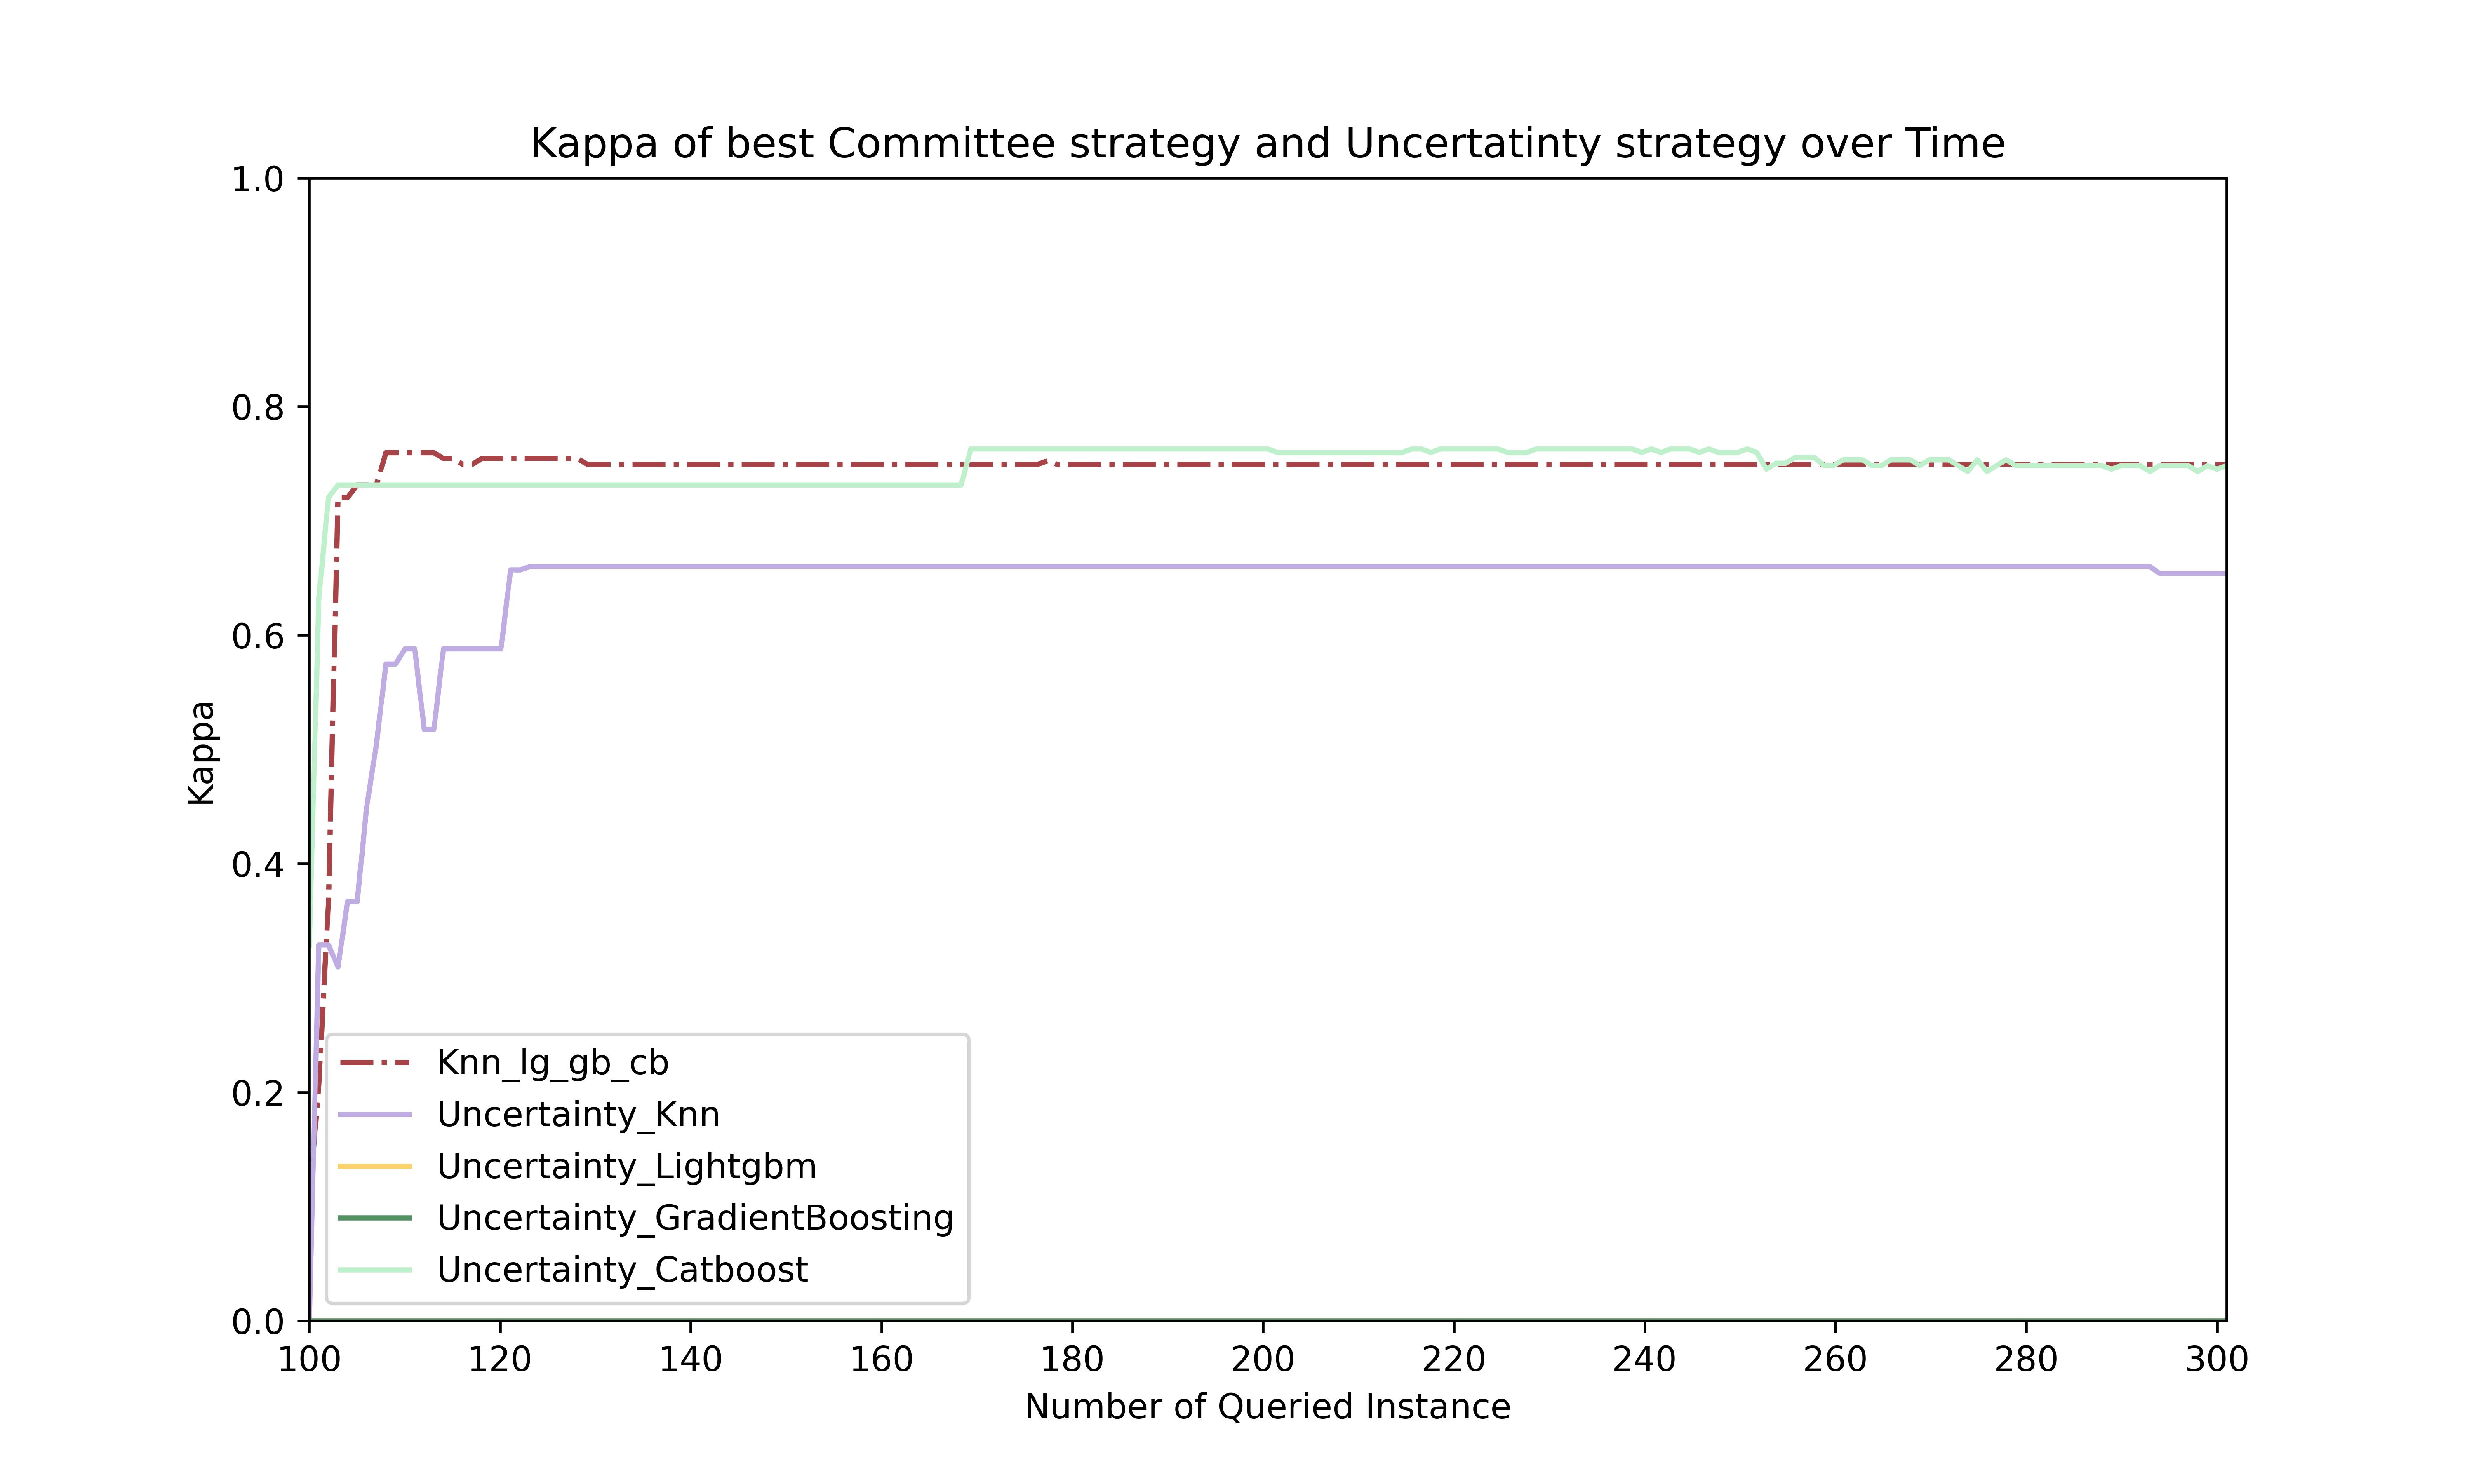 Kappa of best Committee strategy and Uncertatinty strategy over Time
1.0
0.8
0.6
0.4
0.2
0.0
Kappa
Knn_lg_gb_cb
Uncertainty_Knn
Uncertainty_Lightgbm
Uncertainty_GradientBoosting
Uncertainty_Catboost
100 120 140 160 180 200 220 240 260 280 300
Number of Queried Instance